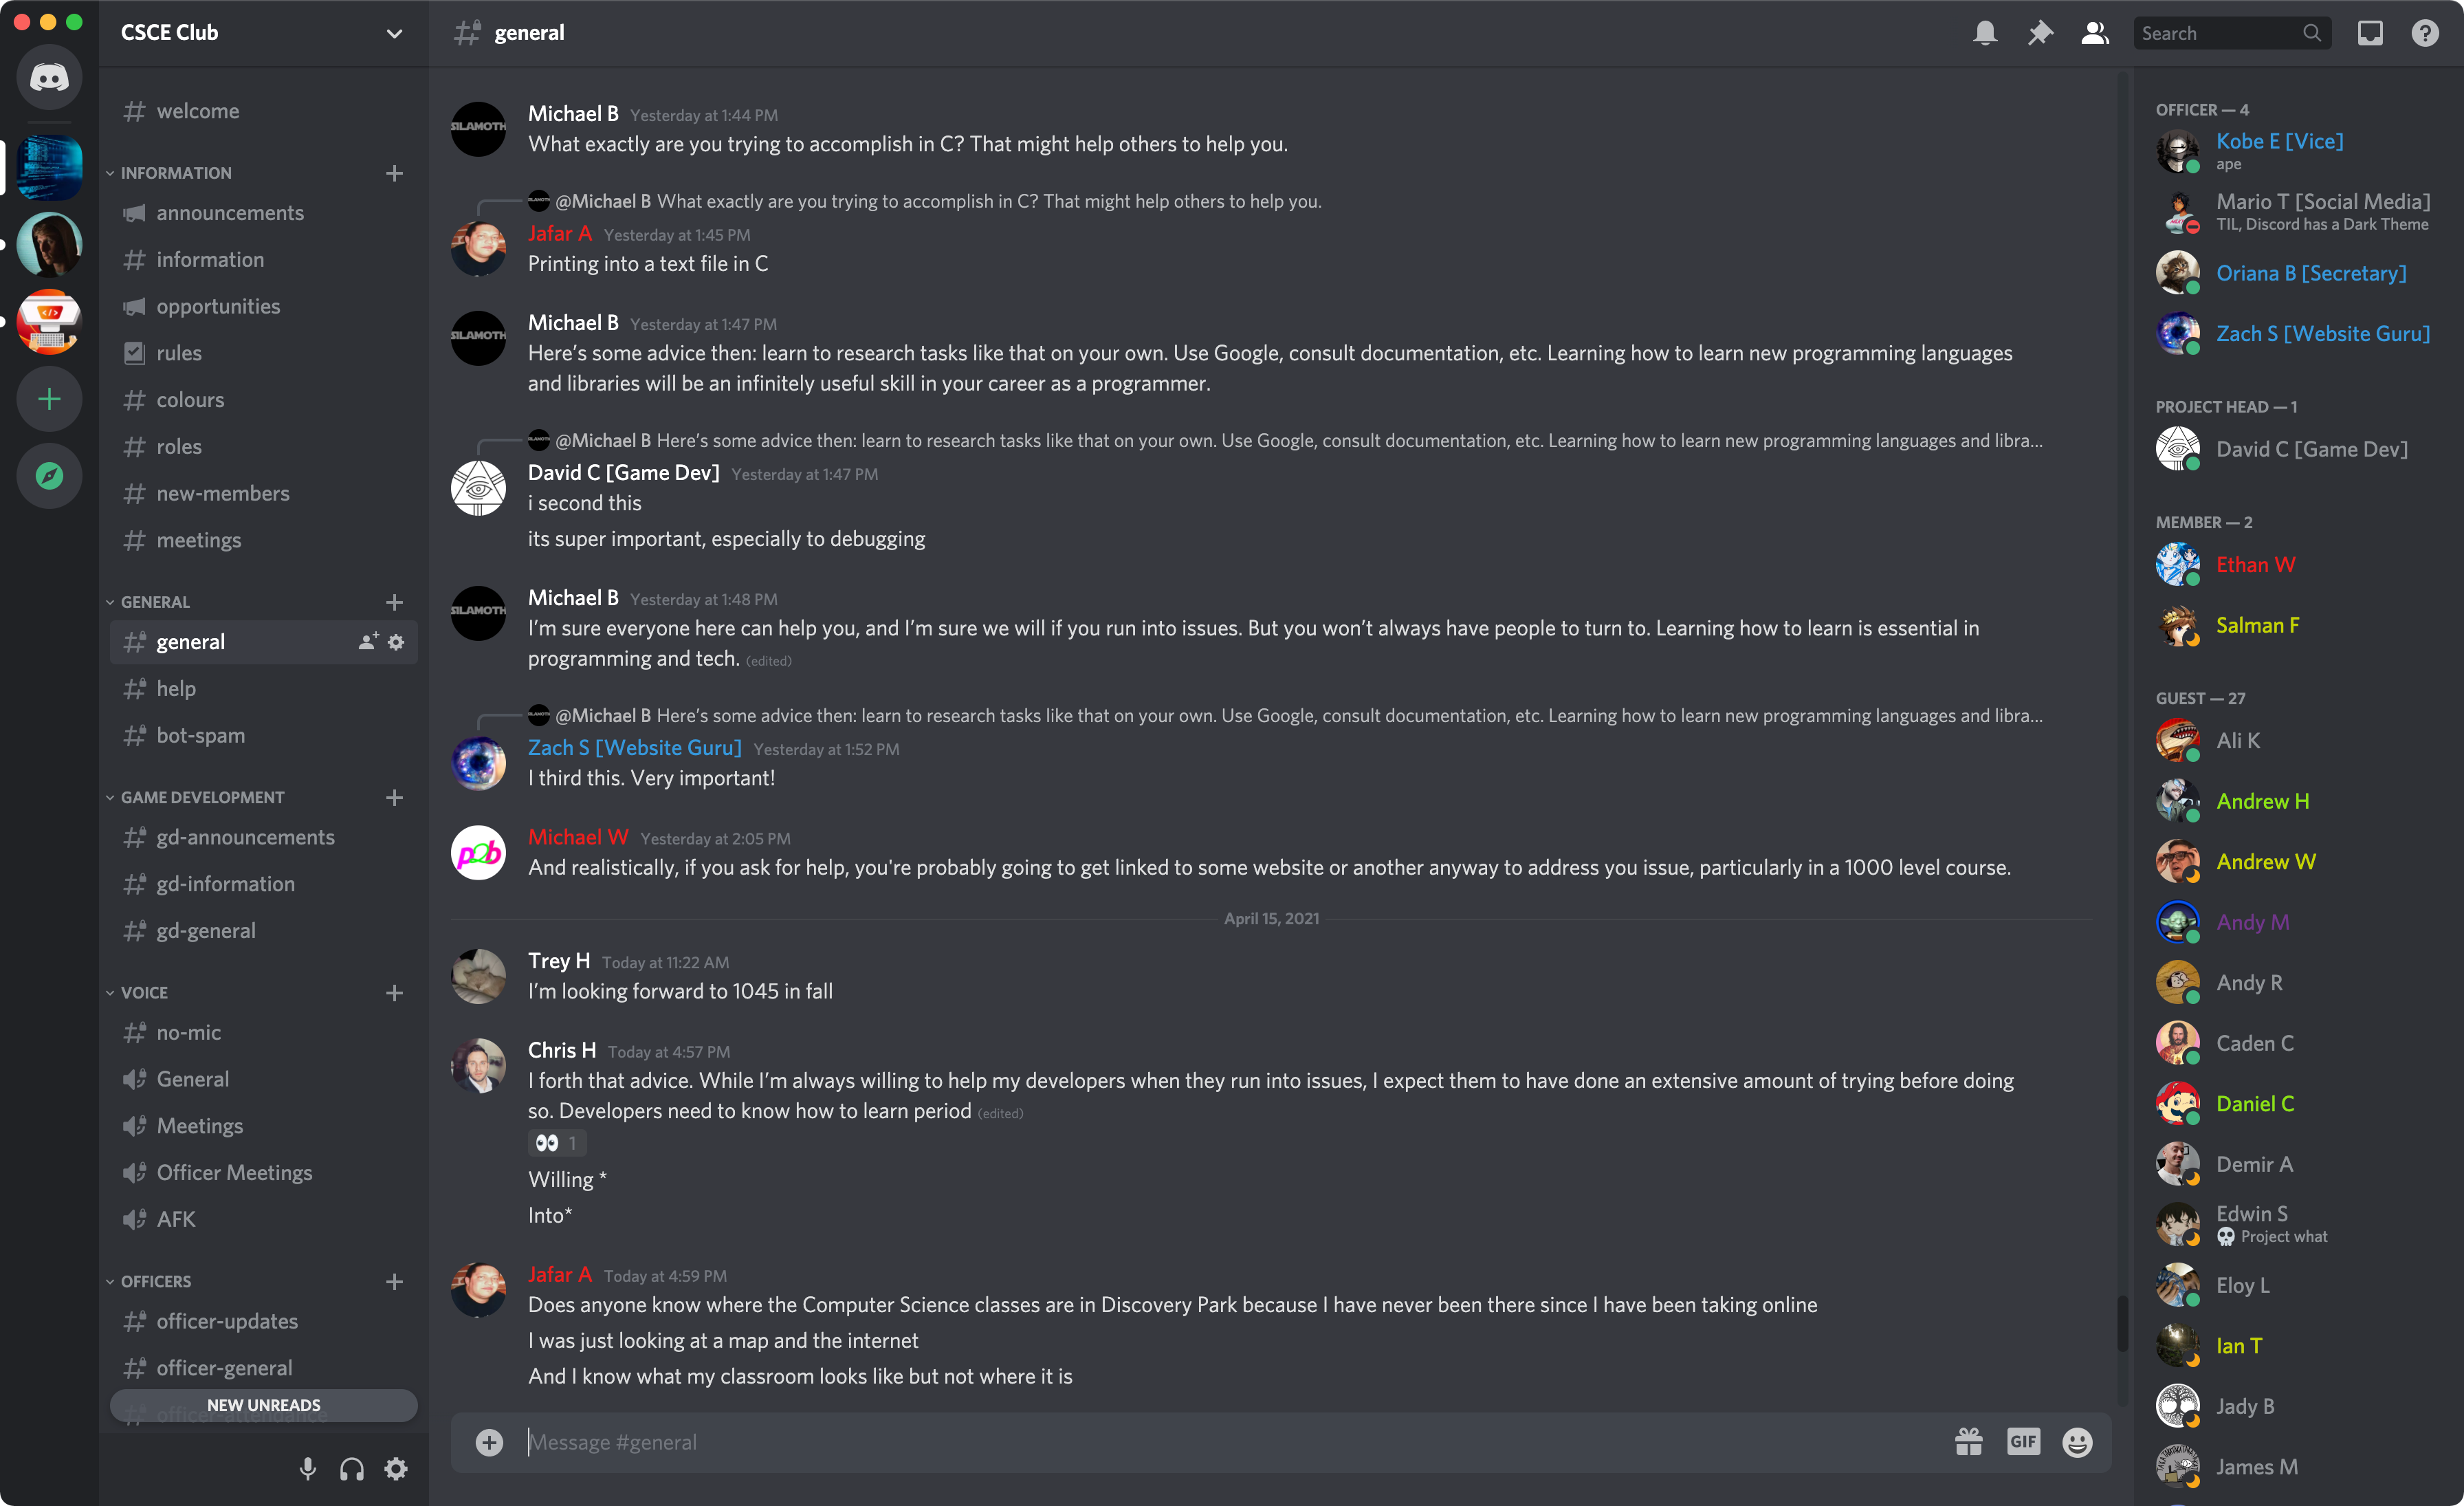 CSCE Club
welcome
INFORMATION
announcements
information
opportunities
rules
colours
roles
new-members
meetings
GENERAL
general
help
bot-spam
GAME DEVELOPMENT
gd-announcements
gd-information
gd-general
VOICE
no-mic
General
Meetings
Officer Meetings
AFK
OFFICERS
officer-updates
officer-general
officer-attendance
NEW UNREADS
general
Search
SILAMOTH
Michael B Yesterday at 1:44 PM
What exactly are you trying to accomplish in C? That might help others to help you.
@Michael B What exactly are you trying to accomplish in C? That might help others to help you.
Jafar A Yesterday at 1:45 PM
Printing into a text file in C
SILAMOTH
Michael B Yesterday at 1:47 PM
Here's some advice then: learn to research tasks like that on your own. Use Google, consult documentation, etc. Learning how to learn new programming languages
and libraries will be an infinitely useful skill in your career as a programmer.
@Michael B Here's some advice then: learn to research tasks like that on your own. Use Google, consult documentation, etc. Learning how to learn new programming languages and libra...
David C [Game Dev] Yesterday at 1:47 PM
i second this
its super important, especially to debugging
SILAMOTH
Michael B Yesterday at 1:48 PM
I'm sure everyone here can help you, and I'm sure we will if you run into issues. But you won't always have people to turn to. Learning how to learn is essential in
programming and tech. (edited)
@Michael B Here's some advice then: learn to research tasks like that on your own. Use Google, consult documentation, etc. Learning how to learn new programming languages and libra...
Zach S [Website Guru] Yesterday at 1:52 PM
I third this. Very important!
p2b
Michael W Yesterday at 2:05 PM
And realistically, if you ask for help, you're probably going to get linked to some website or another anyway to address you issue, particularly in a 1000 level course.
April 15, 2021
Trey H Today at 11:22 AM
I'm looking forward to 1045 in fall
Chris H Today at 4:57 PM
I forth that advice. While I'm always willing to help my developers when they run into issues, I expect them to have done an extensive amount of trying before doing
so. Developers need to know how to learn period (edited)
👀 1
Willing *
Into*
Jafar A Today at 4:59 PM
Does anyone know where the Computer Science classes are in Discovery Park because I have never been there since I have been taking online
I was just looking at a map and the internet
And I know what my classroom looks like but not where it is
Message #general
GIF
OFFICER — 4
Kobe E [Vice]
ape
Mario T [Social Media]
TIL, Discord has a Dark Theme
Oriana B [Secretary]
Zach S [Website Guru]
PROJECT HEAD — 1
David C [Game Dev]
MEMBER — 2
Ethan W
Salman F
GUEST — 27
Ali K
Andrew H
Andrew W
Andy M
Andy R
Caden C
Daniel C
Demir A
Edwin S
💀 Project what
Eloy L
Ian T
Jady B
James M